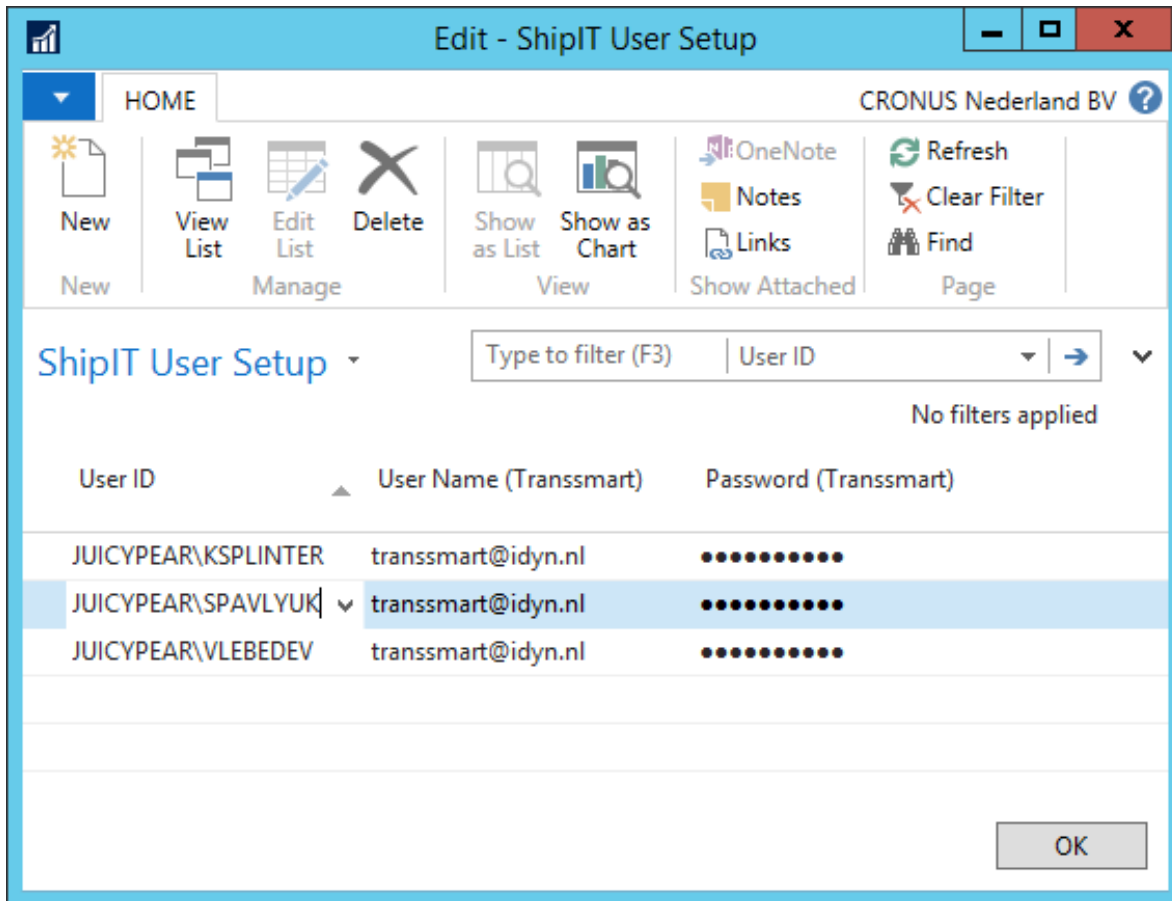 Edit - ShipIT User Setup
HOME
CRONUS Nederland BV
New
View List
Edit List
Delete
Show as List
Show as Chart
OneNote
Notes
Links
Refresh
Clear Filter
Find
New
Manage
View
Show Attached
Page
ShipIT User Setup
Type to filter (F3)
User ID
No filters applied
User ID User Name (Transsmart) Password (Transsmart)
JUICYPEAR\KSPLINTER transsmart@idyn.nl ●●●●●●●●●●
JUICYPEAR\SPAVLYUK transsmart@idyn.nl ●●●●●●●●●●
JUICYPEAR\VLEBEDEV transsmart@idyn.nl ●●●●●●●●●●
OK